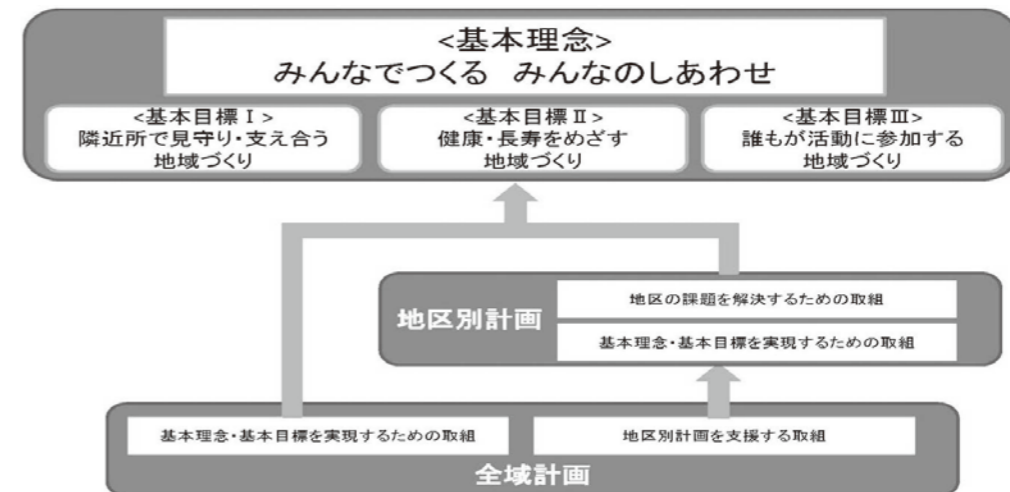 <基本理念>
みんなでつくる　みんなのしあわせ
<基本目標Ⅰ>
隣近所で見守り・支え合う
地域づくり
<基本目標Ⅱ>
健康・長寿をめざす
地域づくり
<基本目標Ⅲ>
誰もが活動に参加する
地域づくり
地区別計画
地区の課題を解決するための取組
基本理念・基本目標を実現するための取組
基本理念・基本目標を実現するための取組
地区別計画を支援する取組
全域計画